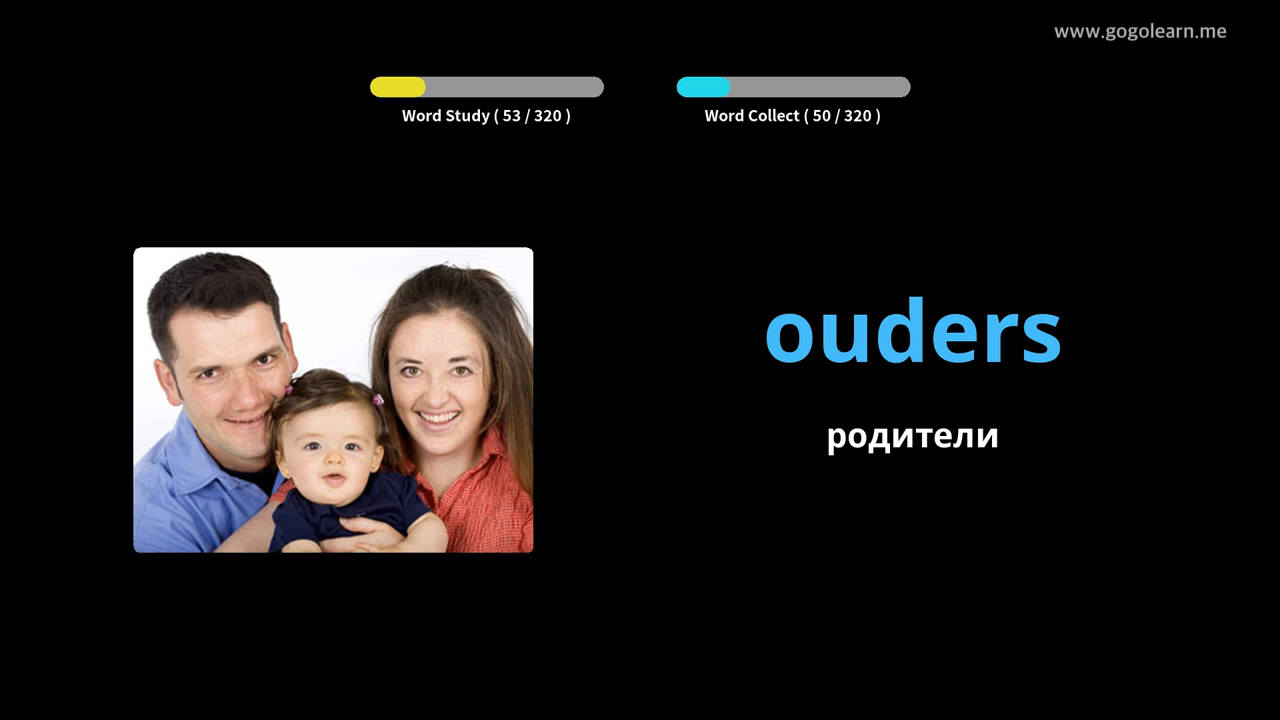 www.gogolearn.me
Word Study ( 53 / 320 )
Word Collect ( 50 / 320 )
ouders
родители